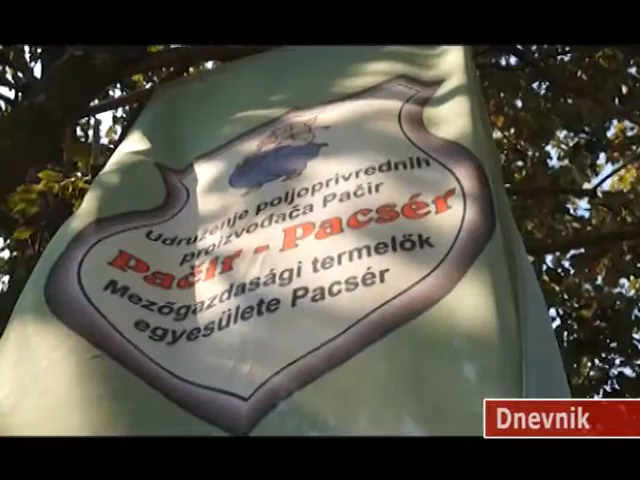 Udruženje poljoprivrednih
proizvođača Pačir
Pačir - Pacsér
Mezőgazdasági termelők
egyesülete Pacsér
Dnevnik